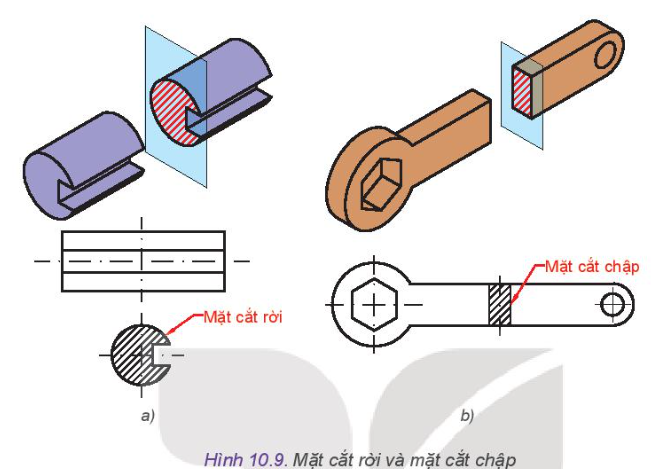 Mặt cắt chập
Mặt cắt rời
a)
b)
Hình 10.9. Mặt cắt rời và mặt cắt chập